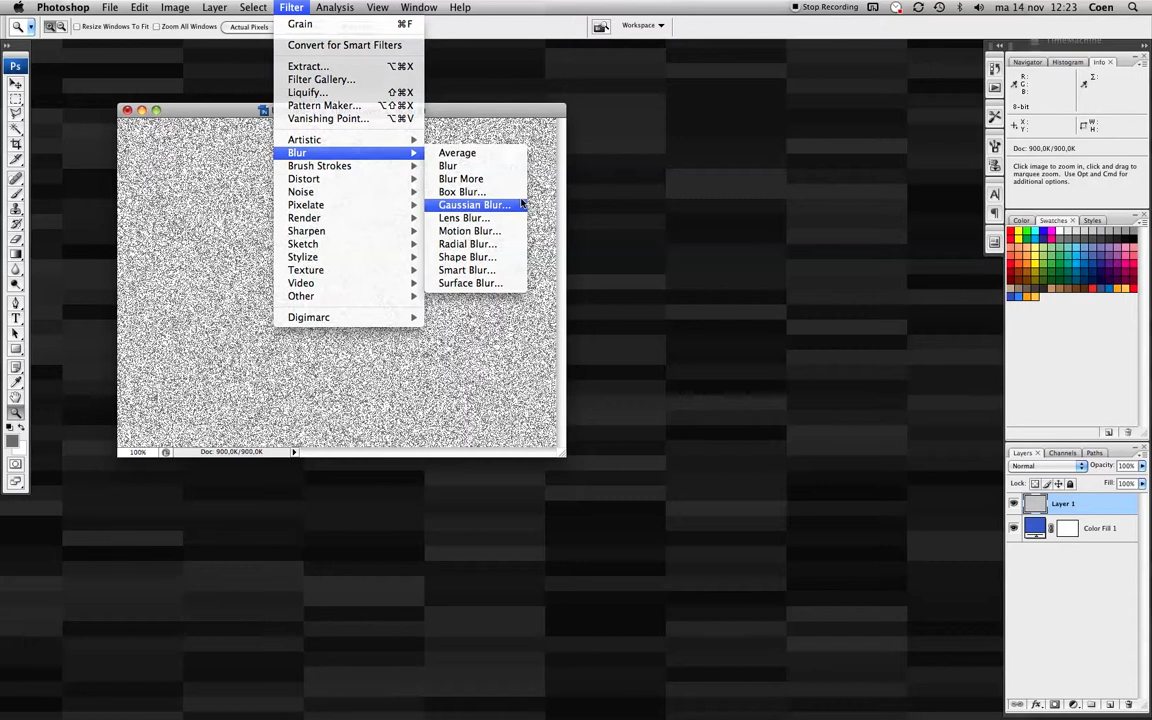 Photoshop File Edit Image Layer Select Filter Analysis View Window Help Stop Recording ma 14 nov 12:23 Coen
Resize Windows To Fit Zoom All Windows Actual Pixels Workspace
Grain ⌘F
Convert for Smart Filters
Extract... ⌥⌘X
Filter Gallery...
Liquify... ⇧⌘X
Pattern Maker... ⌥⇧⌘X
Vanishing Point... ⌥⌘V
Artistic
Blur
Brush Strokes
Distort
Noise
Pixelate
Render
Sharpen
Sketch
Stylize
Texture
Video
Other
Digimarc
Average
Blur
Blur More
Box Blur...
Gaussian Blur...
Lens Blur...
Motion Blur...
Radial Blur...
Shape Blur...
Smart Blur...
Surface Blur...
100% Doc: 900,0K/900,0K
Ps
Navigator Histogram Info x
R:
G:
B:
8-bit
X:
Y:
W:
H:
Doc: 900,0K/900,0K
Click image to zoom in, click and drag to
marquee zoom. Use Opt and Cmd for
additional options.
Color Swatches x Styles
Layers x Channels Paths
Normal Opacity: 100%
Lock: Fill: 100%
Layer 1
Color Fill 1